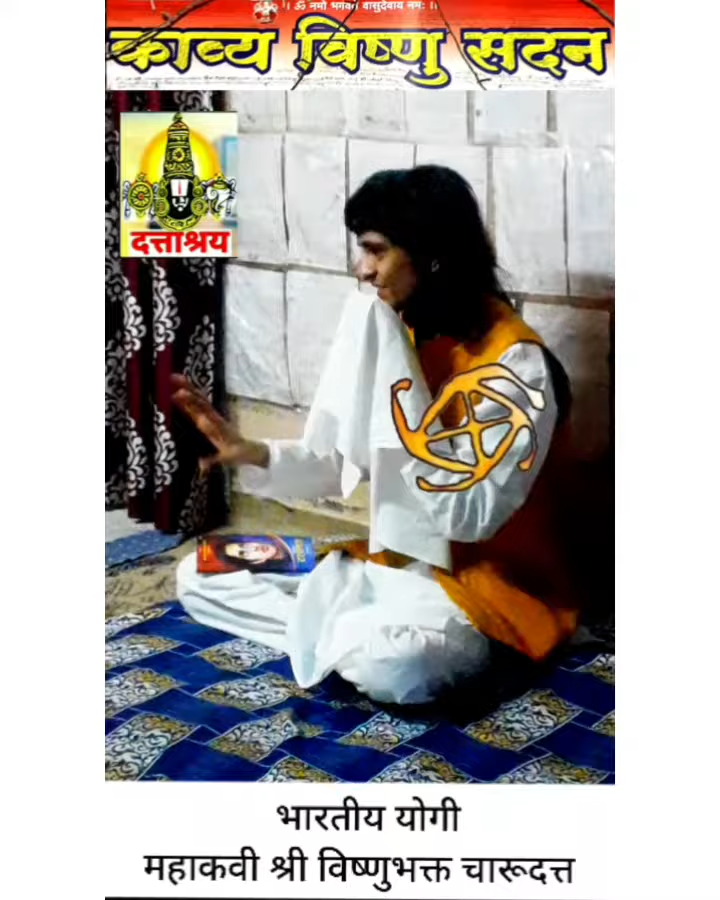 ।। ॐ नमो भगवते वासुदेवाय नमः ।।
काव्य विष्णु सदन
दत्ताश्रय
भारतीय योगी
महाकवी श्री विष्णुभक्त चारूदत्त